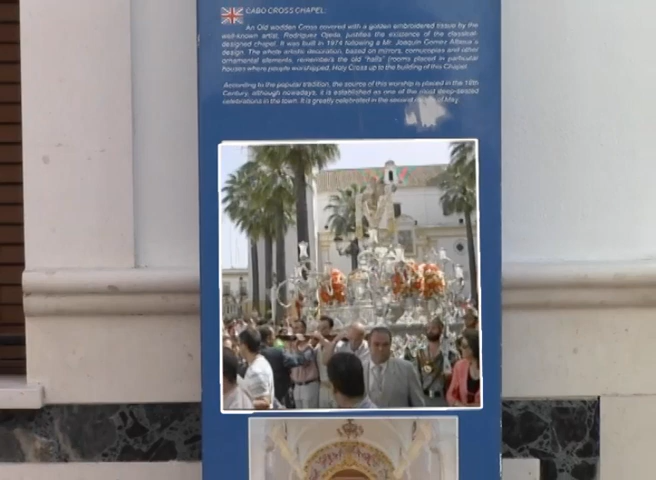 CABO CROSS CHAPEL:
An Old wodden Cross covered with a golden embroidered tissue by the
well-known artist, Rodriguez Ojeda, justifies the existence of the classical-
designed chapel. It was built in 1974 following a Mr. Joaquin Gomez
design. The whole artistic decoration, based on mirrors, cornucopias and other
ornamental elements, remembers the old "halls" (rooms placed in particular
houses where people worshipped, Holy Cross up to the building of this Chapel.
According to the popular tradition, the source of this worship is placed in the 16th
Century, although nowadays, it is established as one of the most deep-seated
celebrations in the town. It is greatly celebrated in the second of May